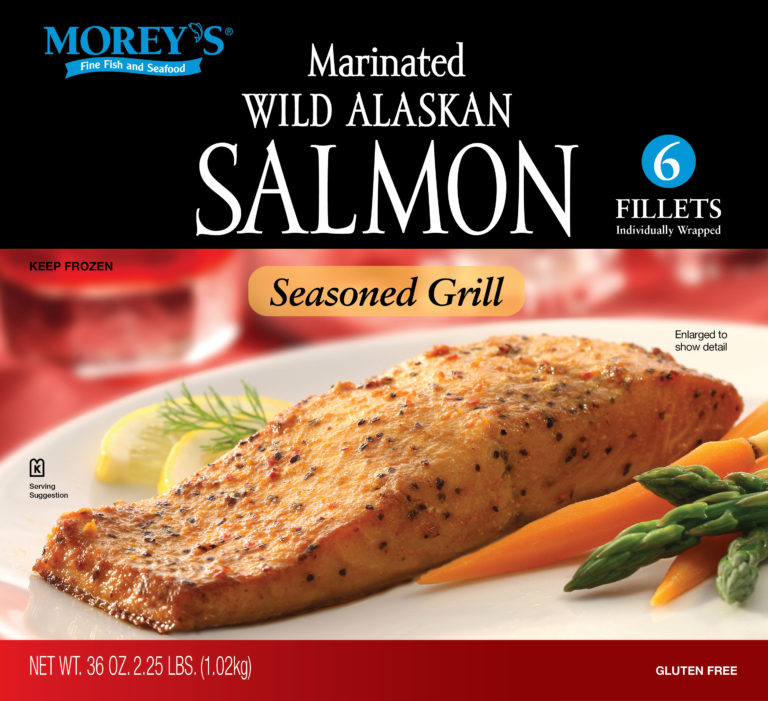 MOREY'S®
Fine Fish and Seafood
Marinated
WILD ALASKAN
SALMON
6
FILLETS
Individually Wrapped
KEEP FROZEN
Seasoned Grill
Enlarged to
show detail
K
Serving
Suggestion
NET WT. 36 OZ. 2.25 LBS. (1.02kg)
GLUTEN FREE